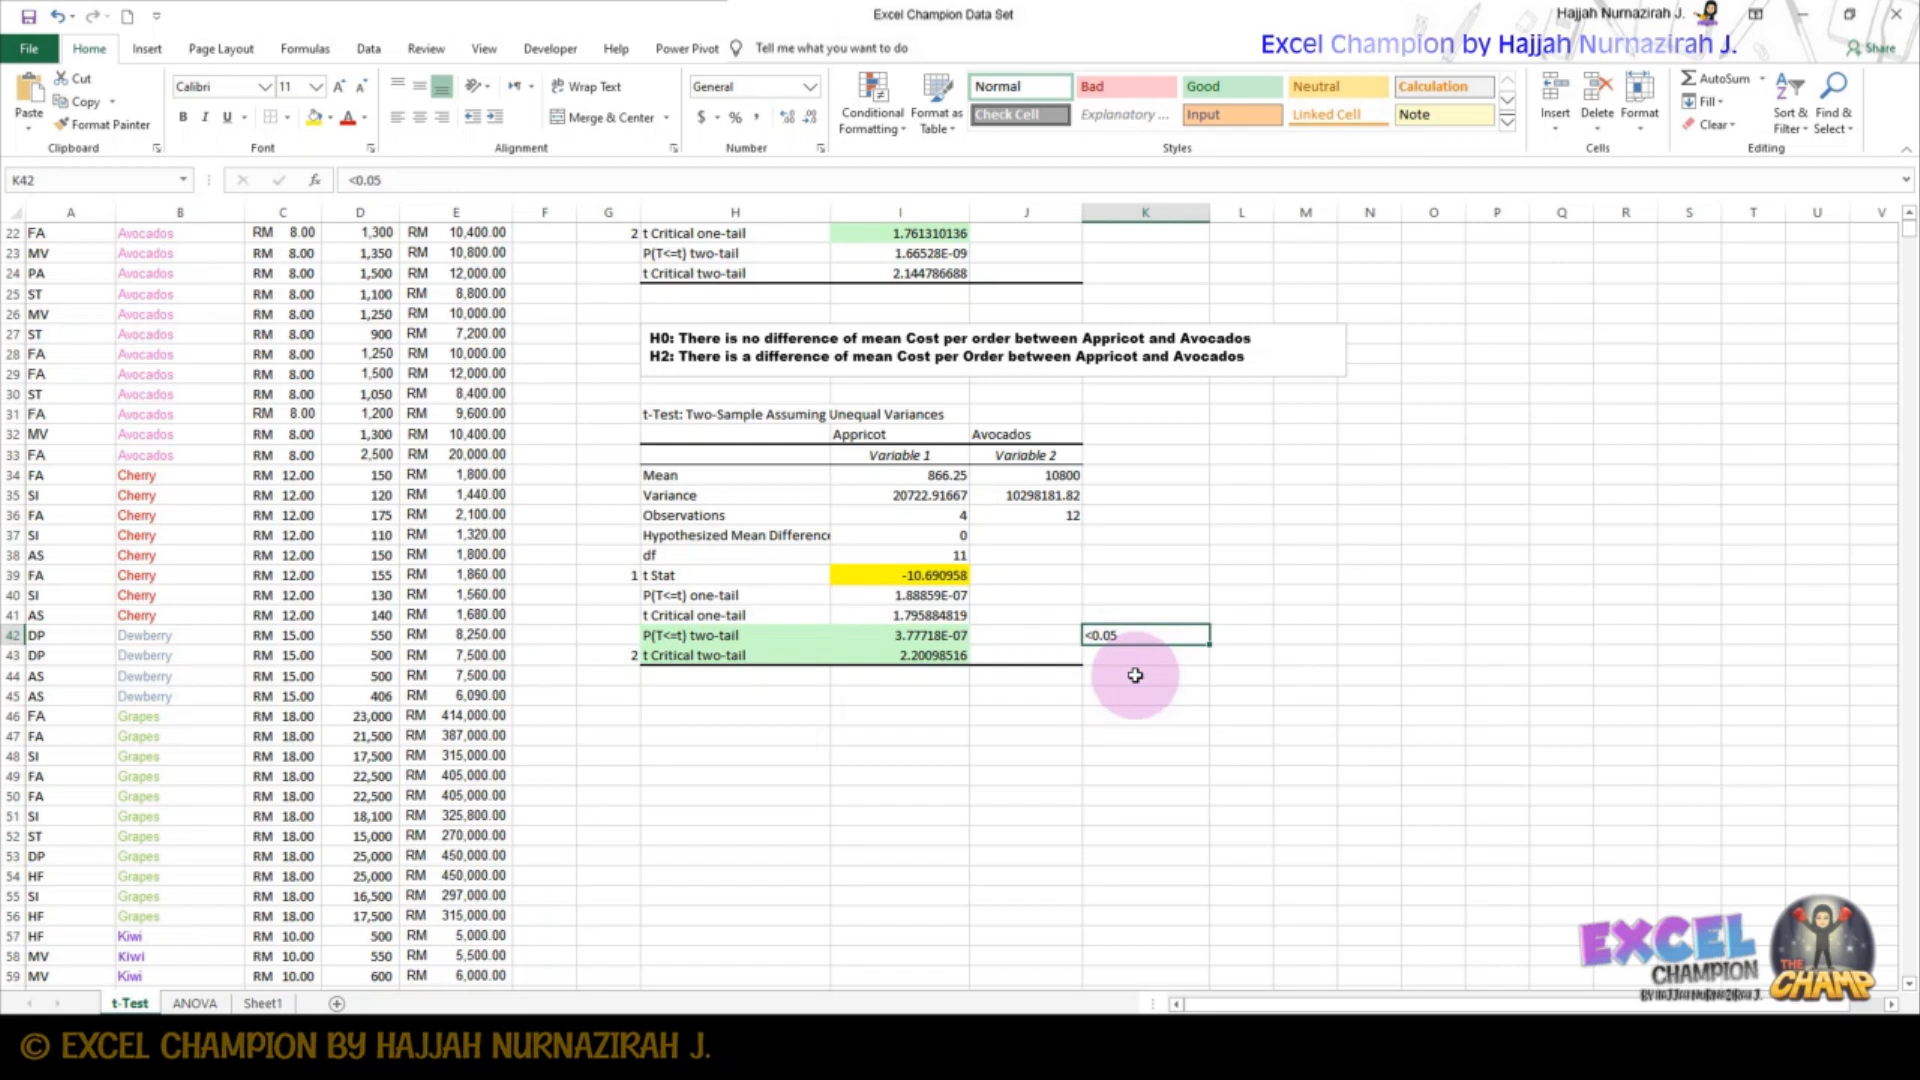 Excel Champion Data Set
Hajjah Nurnazirah J.
Excel Champion by Hajjah Nurnazirah J.
File Home Insert Page Layout Formulas Data Review View Developer Help Power Pivot Tell me what you want to do Share
Paste Cut Copy Format Painter
Calibri 11 B I U A
Wrap Text Merge & Center
General $ % ,
Conditional Formatting Format as Table
Normal Bad Good Neutral Calculation
Check Cell Explanatory ... Input Linked Cell Note
Insert Delete Format
AutoSum Fill Clear Sort & Filter Find & Select
Clipboard Font Alignment Number Styles Cells Editing
K42 fx <0.05
A B C D E F G H I J K L M N O P Q R S T U V
22 FA Avocados RM 8.00 1,300 RM 10,400.00 2 t Critical one-tail 1.761310136
23 MV Avocados RM 8.00 1,350 RM 10,800.00 P(T<=t) two-tail 1.66528E-09
24 PA Avocados RM 8.00 1,500 RM 12,000.00 t Critical two-tail 2.144786688
25 ST Avocados RM 8.00 1,100 RM 8,800.00
26 MV Avocados RM 8.00 1,250 RM 10,000.00
27 ST Avocados RM 8.00 900 RM 7,200.00 H0: There is no difference of mean Cost per order between Appricot and Avocados
28 FA Avocados RM 8.00 1,250 RM 10,000.00 H2: There is a difference of mean Cost per Order between Appricot and Avocados
29 FA Avocados RM 8.00 1,500 RM 12,000.00
30 ST Avocados RM 8.00 1,050 RM 8,400.00
31 FA Avocados RM 8.00 1,200 RM 9,600.00 t-Test: Two-Sample Assuming Unequal Variances
32 MV Avocados RM 8.00 1,300 RM 10,400.00 Appricot Avocados
33 FA Avocados RM 8.00 2,500 RM 20,000.00 Variable 1 Variable 2
34 FA Cherry RM 12.00 150 RM 1,800.00 Mean 866.25 10800
35 SI Cherry RM 12.00 120 RM 1,440.00 Variance 20722.91667 10298181.82
36 FA Cherry RM 12.00 175 RM 2,100.00 Observations 4 12
37 SI Cherry RM 12.00 110 RM 1,320.00 Hypothesized Mean Difference 0
38 AS Cherry RM 12.00 150 RM 1,800.00 df 11
39 FA Cherry RM 12.00 155 RM 1,860.00 1 t Stat -10.690958
40 SI Cherry RM 12.00 130 RM 1,560.00 P(T<=t) one-tail 1.88859E-07
41 AS Cherry RM 12.00 140 RM 1,680.00 t Critical one-tail 1.795884819
42 DP Dewberry RM 15.00 550 RM 8,250.00 P(T<=t) two-tail 3.77718E-07 <0.05
43 DP Dewberry RM 15.00 500 RM 7,500.00 2 t Critical two-tail 2.20098516
44 AS Dewberry RM 15.00 500 RM 7,500.00
45 AS Dewberry RM 15.00 406 RM 6,090.00
46 FA Grapes RM 18.00 23,000 RM 414,000.00
47 FA Grapes RM 18.00 21,500 RM 387,000.00
48 SI Grapes RM 18.00 17,500 RM 315,000.00
49 FA Grapes RM 18.00 22,500 RM 405,000.00
50 FA Grapes RM 18.00 22,500 RM 405,000.00
51 SI Grapes RM 18.00 18,100 RM 325,800.00
52 ST Grapes RM 18.00 15,000 RM 270,000.00
53 DP Grapes RM 18.00 25,000 RM 450,000.00
54 HF Grapes RM 18.00 25,000 RM 450,000.00
55 SI Grapes RM 18.00 16,500 RM 297,000.00
56 HF Grapes RM 18.00 17,500 RM 315,000.00
57 HF Kiwi RM 10.00 500 RM 5,000.00
58 MV Kiwi RM 10.00 550 RM 5,500.00
59 MV Kiwi RM 10.00 600 RM 6,000.00
EXCEL
CHAMPION
BY HAJJAH NURNAZIRAH J.
THE CHAMP
t-Test ANOVA Sheet1
© EXCEL CHAMPION BY HAJJAH NURNAZIRAH J.